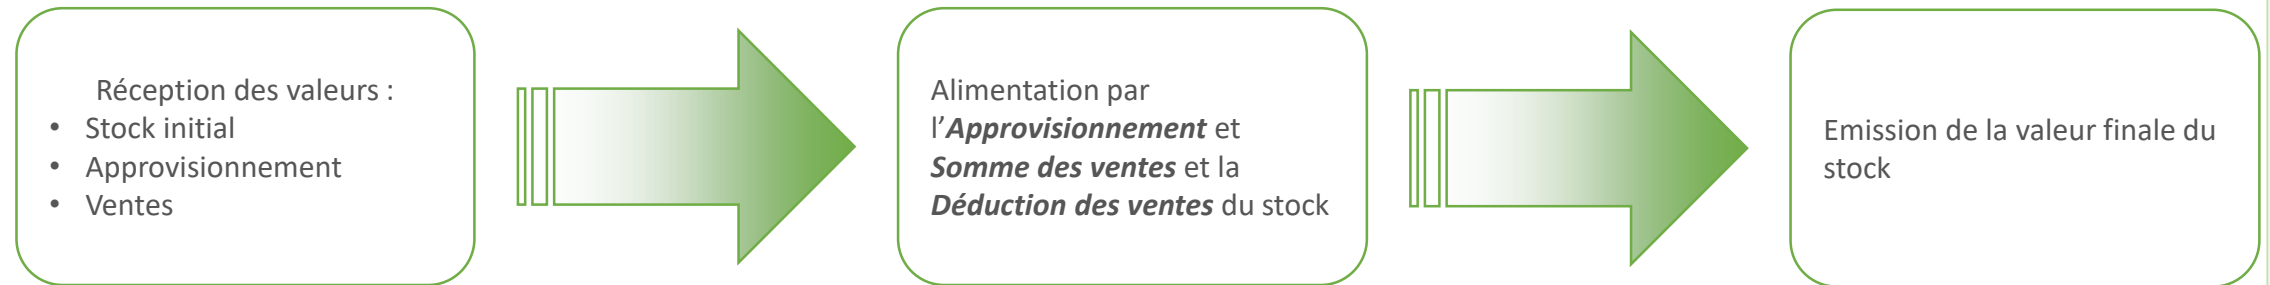 Réception des valeurs :
• Stock initial
• Approvisionnement
• Ventes
Alimentation par
l’Approvisionnement et
Somme des ventes et la
Déduction des ventes du stock
Emission de la valeur finale du
stock